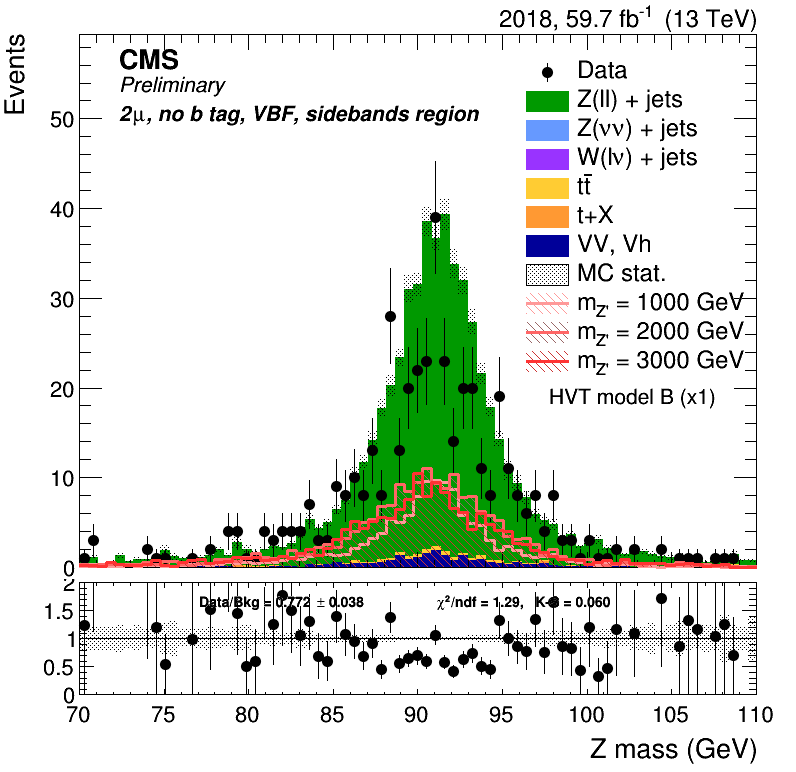 2018, 59.7 fb⁻¹ (13 TeV)
Events
CMS
Preliminary
2μ, no b tag, VBF, sidebands region
Data
Z(ll) + jets
Z(νν) + jets
W(lν) + jets
tt̄
t+X
VV, Vh
MC stat.
m_Z' = 1000 GeV
m_Z' = 2000 GeV
m_Z' = 3000 GeV
HVT model B (x1)
50
40
30
20
10
0
Data/Bkg = 0.772 ± 0.038 χ²/ndf = 1.29, K-S = 0.060
2
1.5
1
0.5
0
70 75 80 85 90 95 100 105 110
Z mass (GeV)